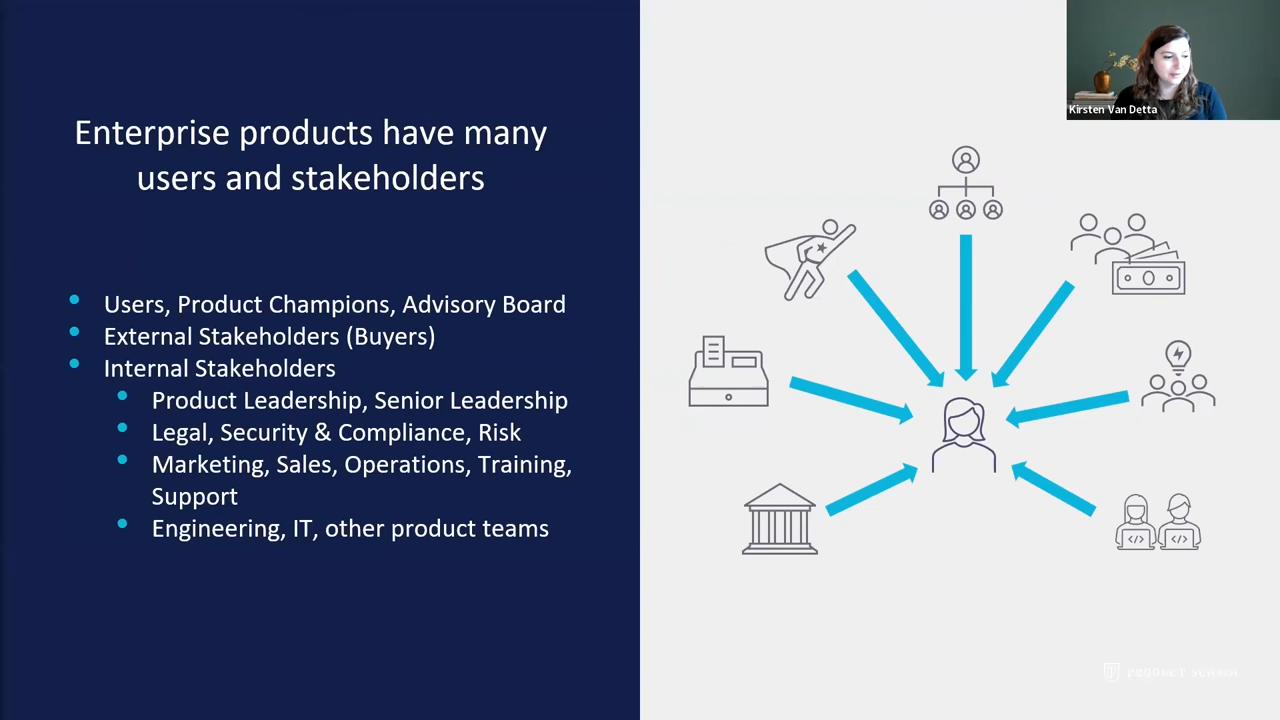 Enterprise products have many
users and stakeholders
Users, Product Champions, Advisory Board
External Stakeholders (Buyers)
Internal Stakeholders
Product Leadership, Senior Leadership
Legal, Security & Compliance, Risk
Marketing, Sales, Operations, Training,
Support
Engineering, IT, other product teams
Kirsten Van Detta
PRODUCT SCHOOL